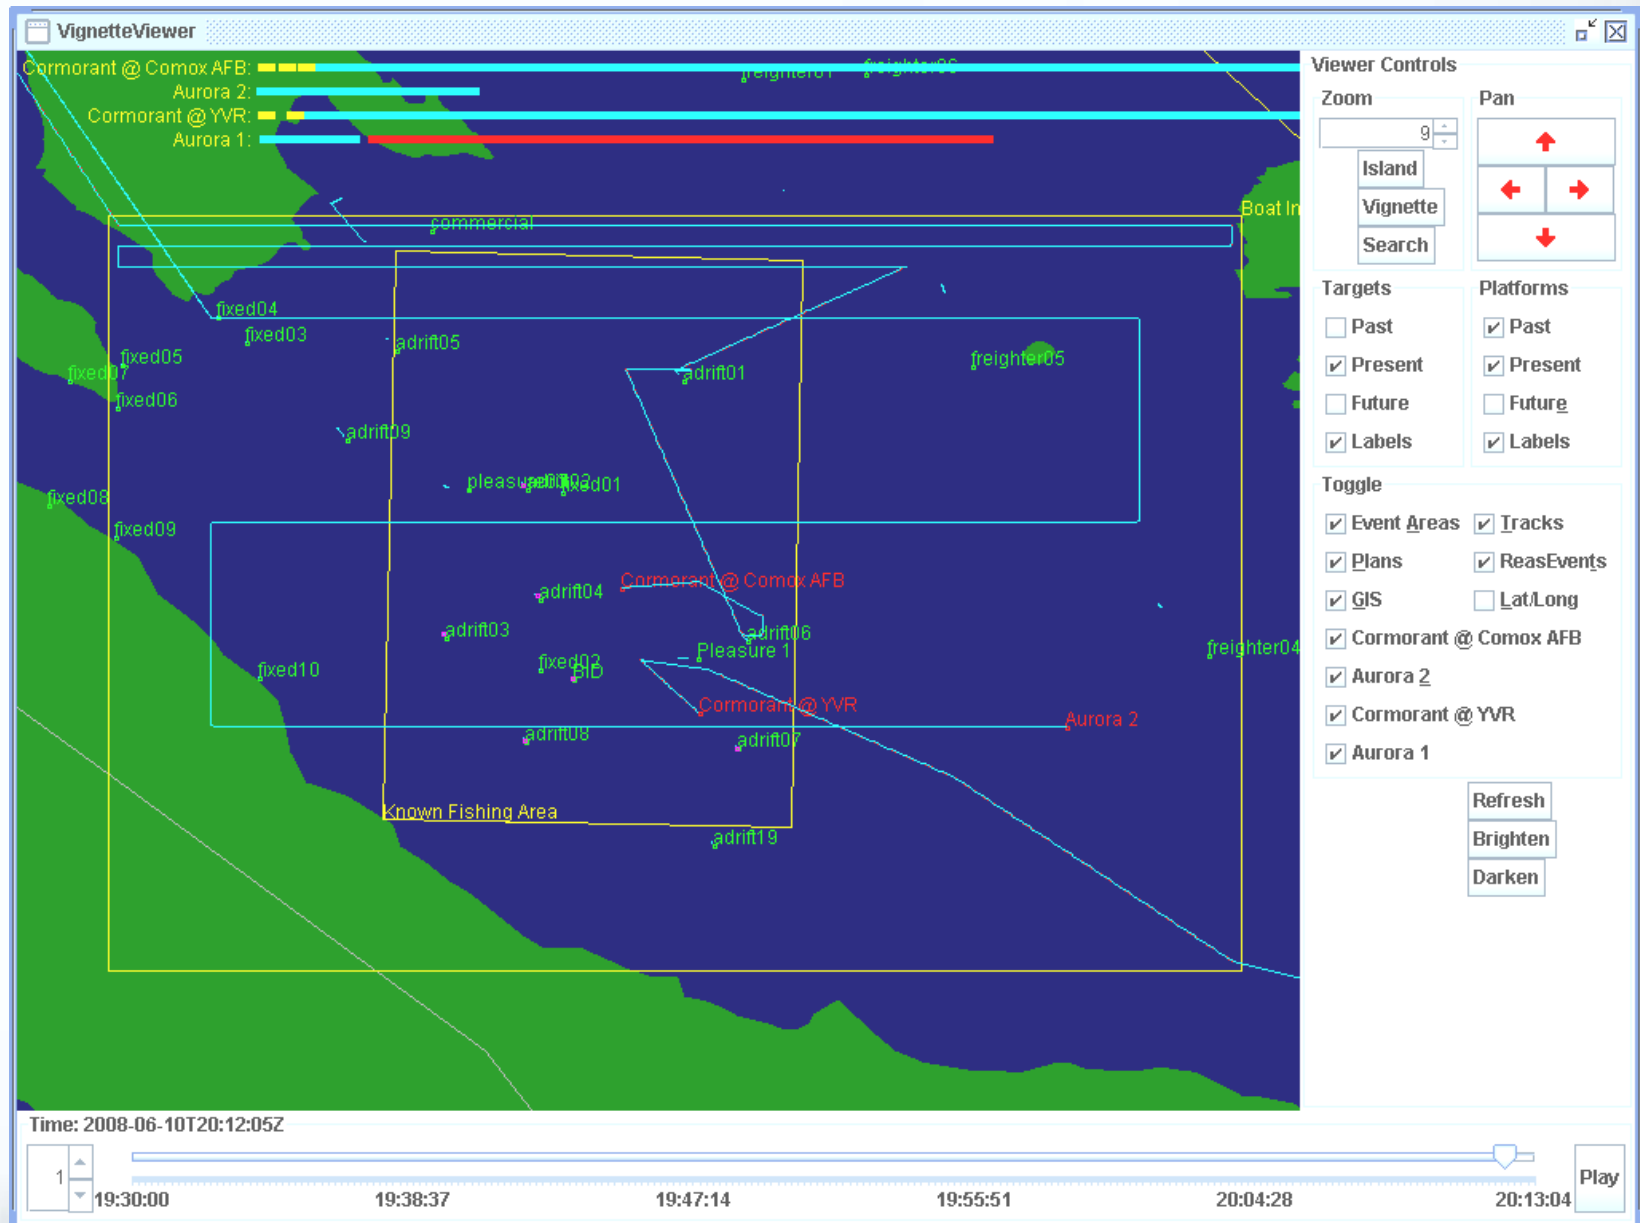 VignetteViewer
Cormorant @ Comox AFB:
Aurora 2:
Cormorant @ YVR:
Aurora 1:
freighter01
Boat In
commercial
fixed04
fixed03
adrift05
fixed05
fixed07
fixed06
adrift01
freighter05
adrift09
fixed01
fixed08
fixed09
Cormorant @ Comox AFB
adrift04
adrift03
adrift06
Pleasure 1
freighter04
fixed02
BID
fixed10
Cormorant @ YVR
Aurora 2
adrift08
adrift07
Known Fishing Area
adrift19
Viewer Controls
Zoom
Pan
9
Island
Vignette
Search
Targets
Platforms
Past
Past
Present
Present
Future
Future
Labels
Labels
Toggle
Event Areas
Tracks
Plans
ReasEvents
GIS
Lat/Long
Cormorant @ Comox AFB
Aurora 2
Cormorant @ YVR
Aurora 1
Refresh
Brighten
Darken
Time: 2008-06-10T20:12:05Z
1
19:30:00
19:38:37
19:47:14
19:55:51
20:04:28
20:13:04
Play